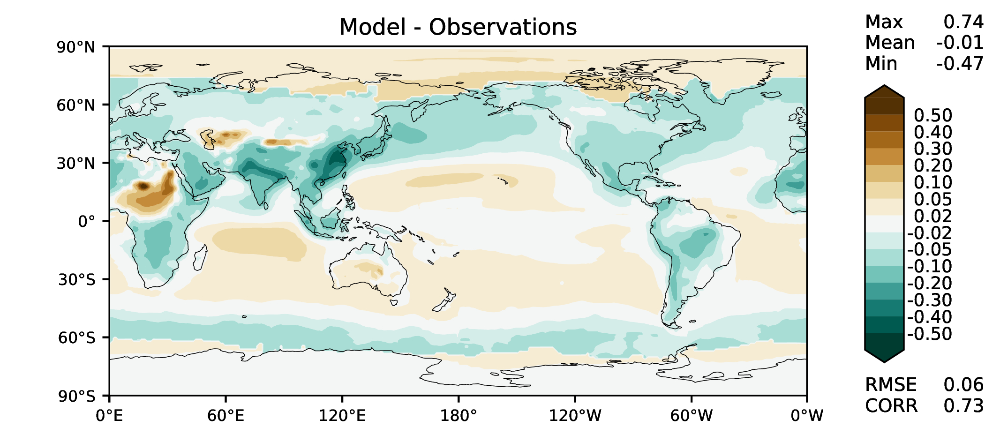 Model - Observations
Max 0.74
Mean -0.01
Min -0.47
90°N
60°N
30°N
0°
30°S
60°S
90°S
0°E 60°E 120°E 180° 120°W 60°W 0°W
0.50
0.40
0.30
0.20
0.10
0.05
0.02
-0.02
-0.05
-0.10
-0.20
-0.30
-0.40
-0.50
RMSE 0.06
CORR 0.73